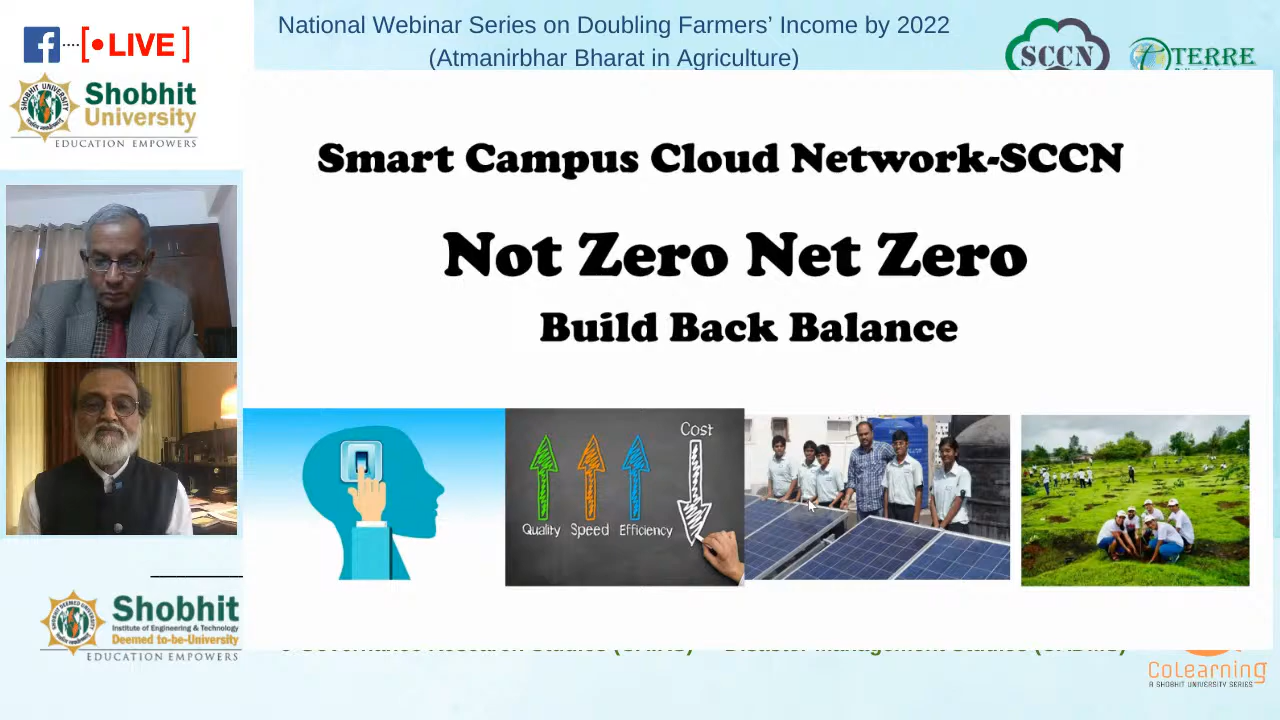 National Webinar Series on Doubling Farmers’ Income by 2022
(Atmanirbhar Bharat in Agriculture)
f
[•LIVE]
SCCN
TERRE
SHOBHIT UNIVERSITY
Shobhit
University
EDUCATION EMPOWERS
Smart Campus Cloud Network-SCCN
Not Zero Net Zero
Build Back Balance
Cost
Quality Speed Efficiency
Shobhit
Institute of Engineering & Technology
Deemed to-be-University
EDUCATION EMPOWERS
CoLearning
A SHOBHIT UNIVERSITY SERIES